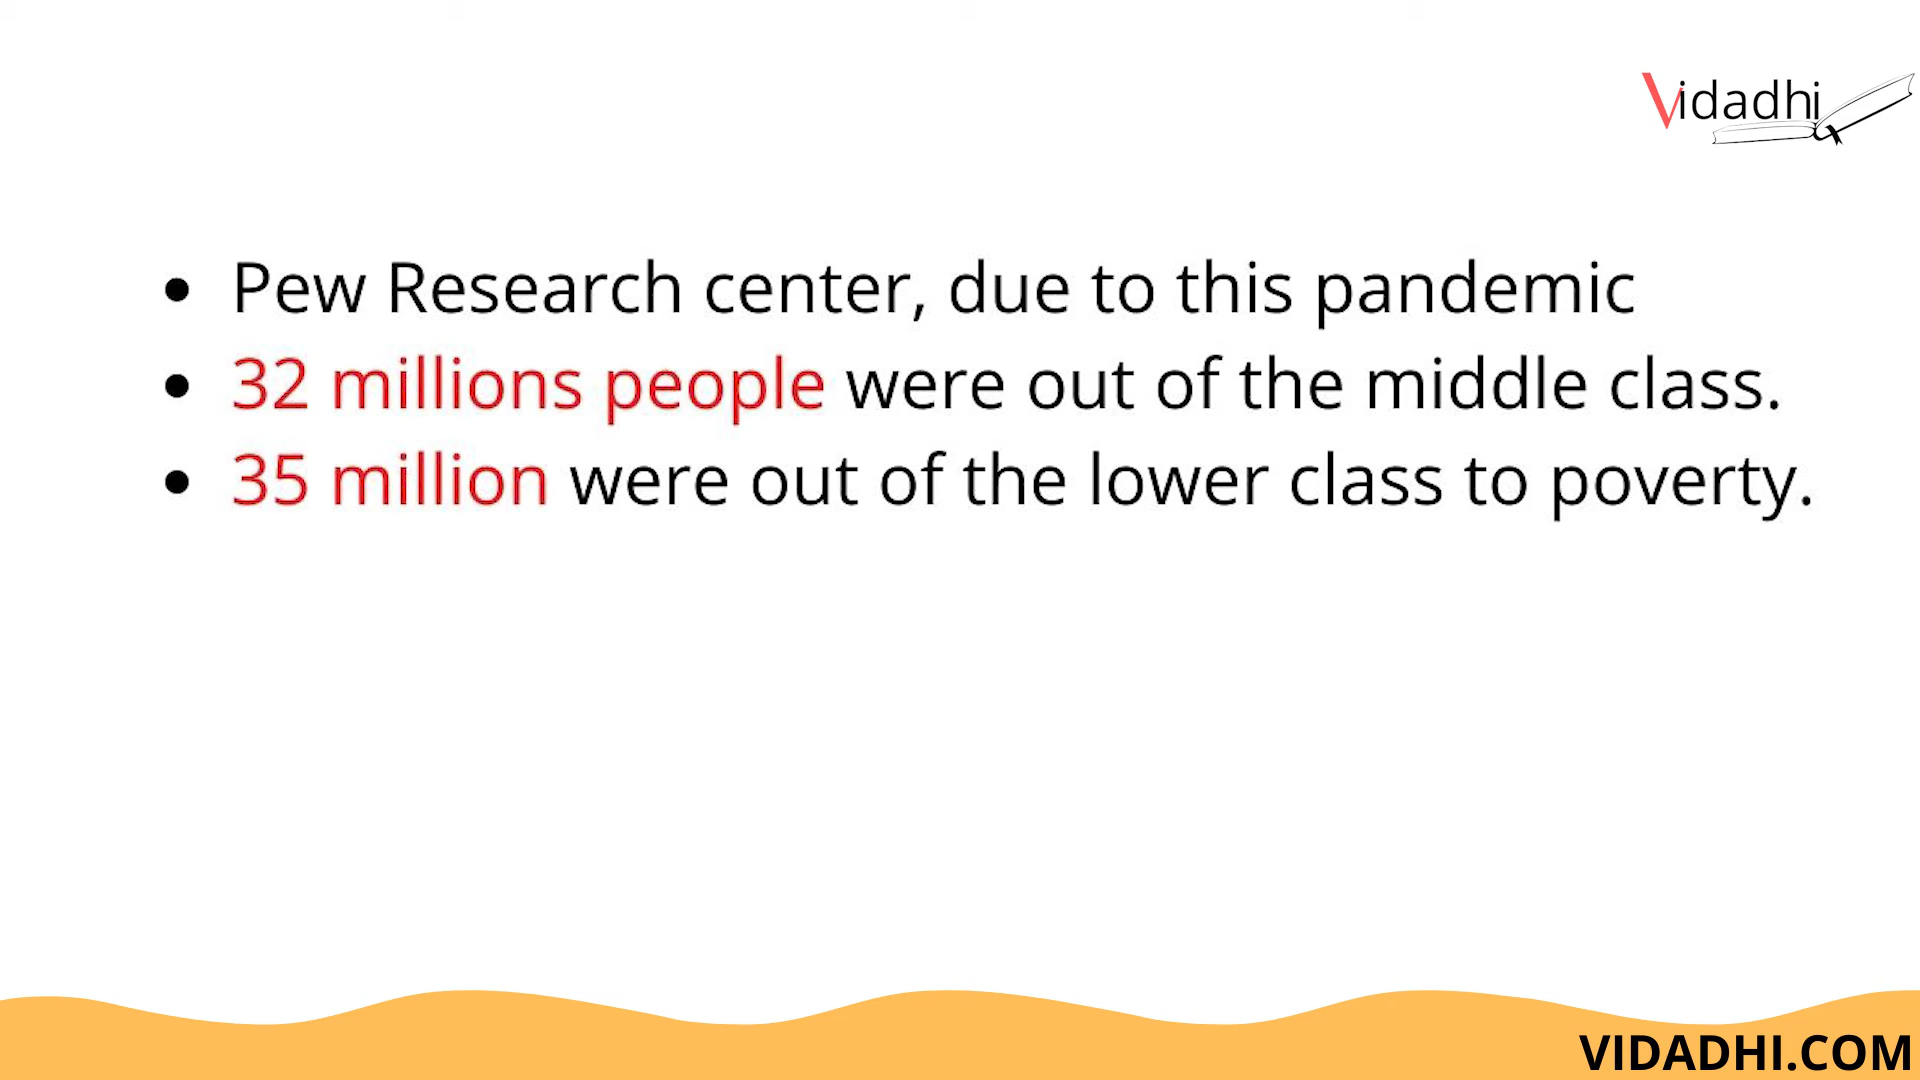 Vidadhi
• Pew Research center, due to this pandemic
• 32 millions people were out of the middle class.
• 35 million were out of the lower class to poverty.
VIDADHI.COM